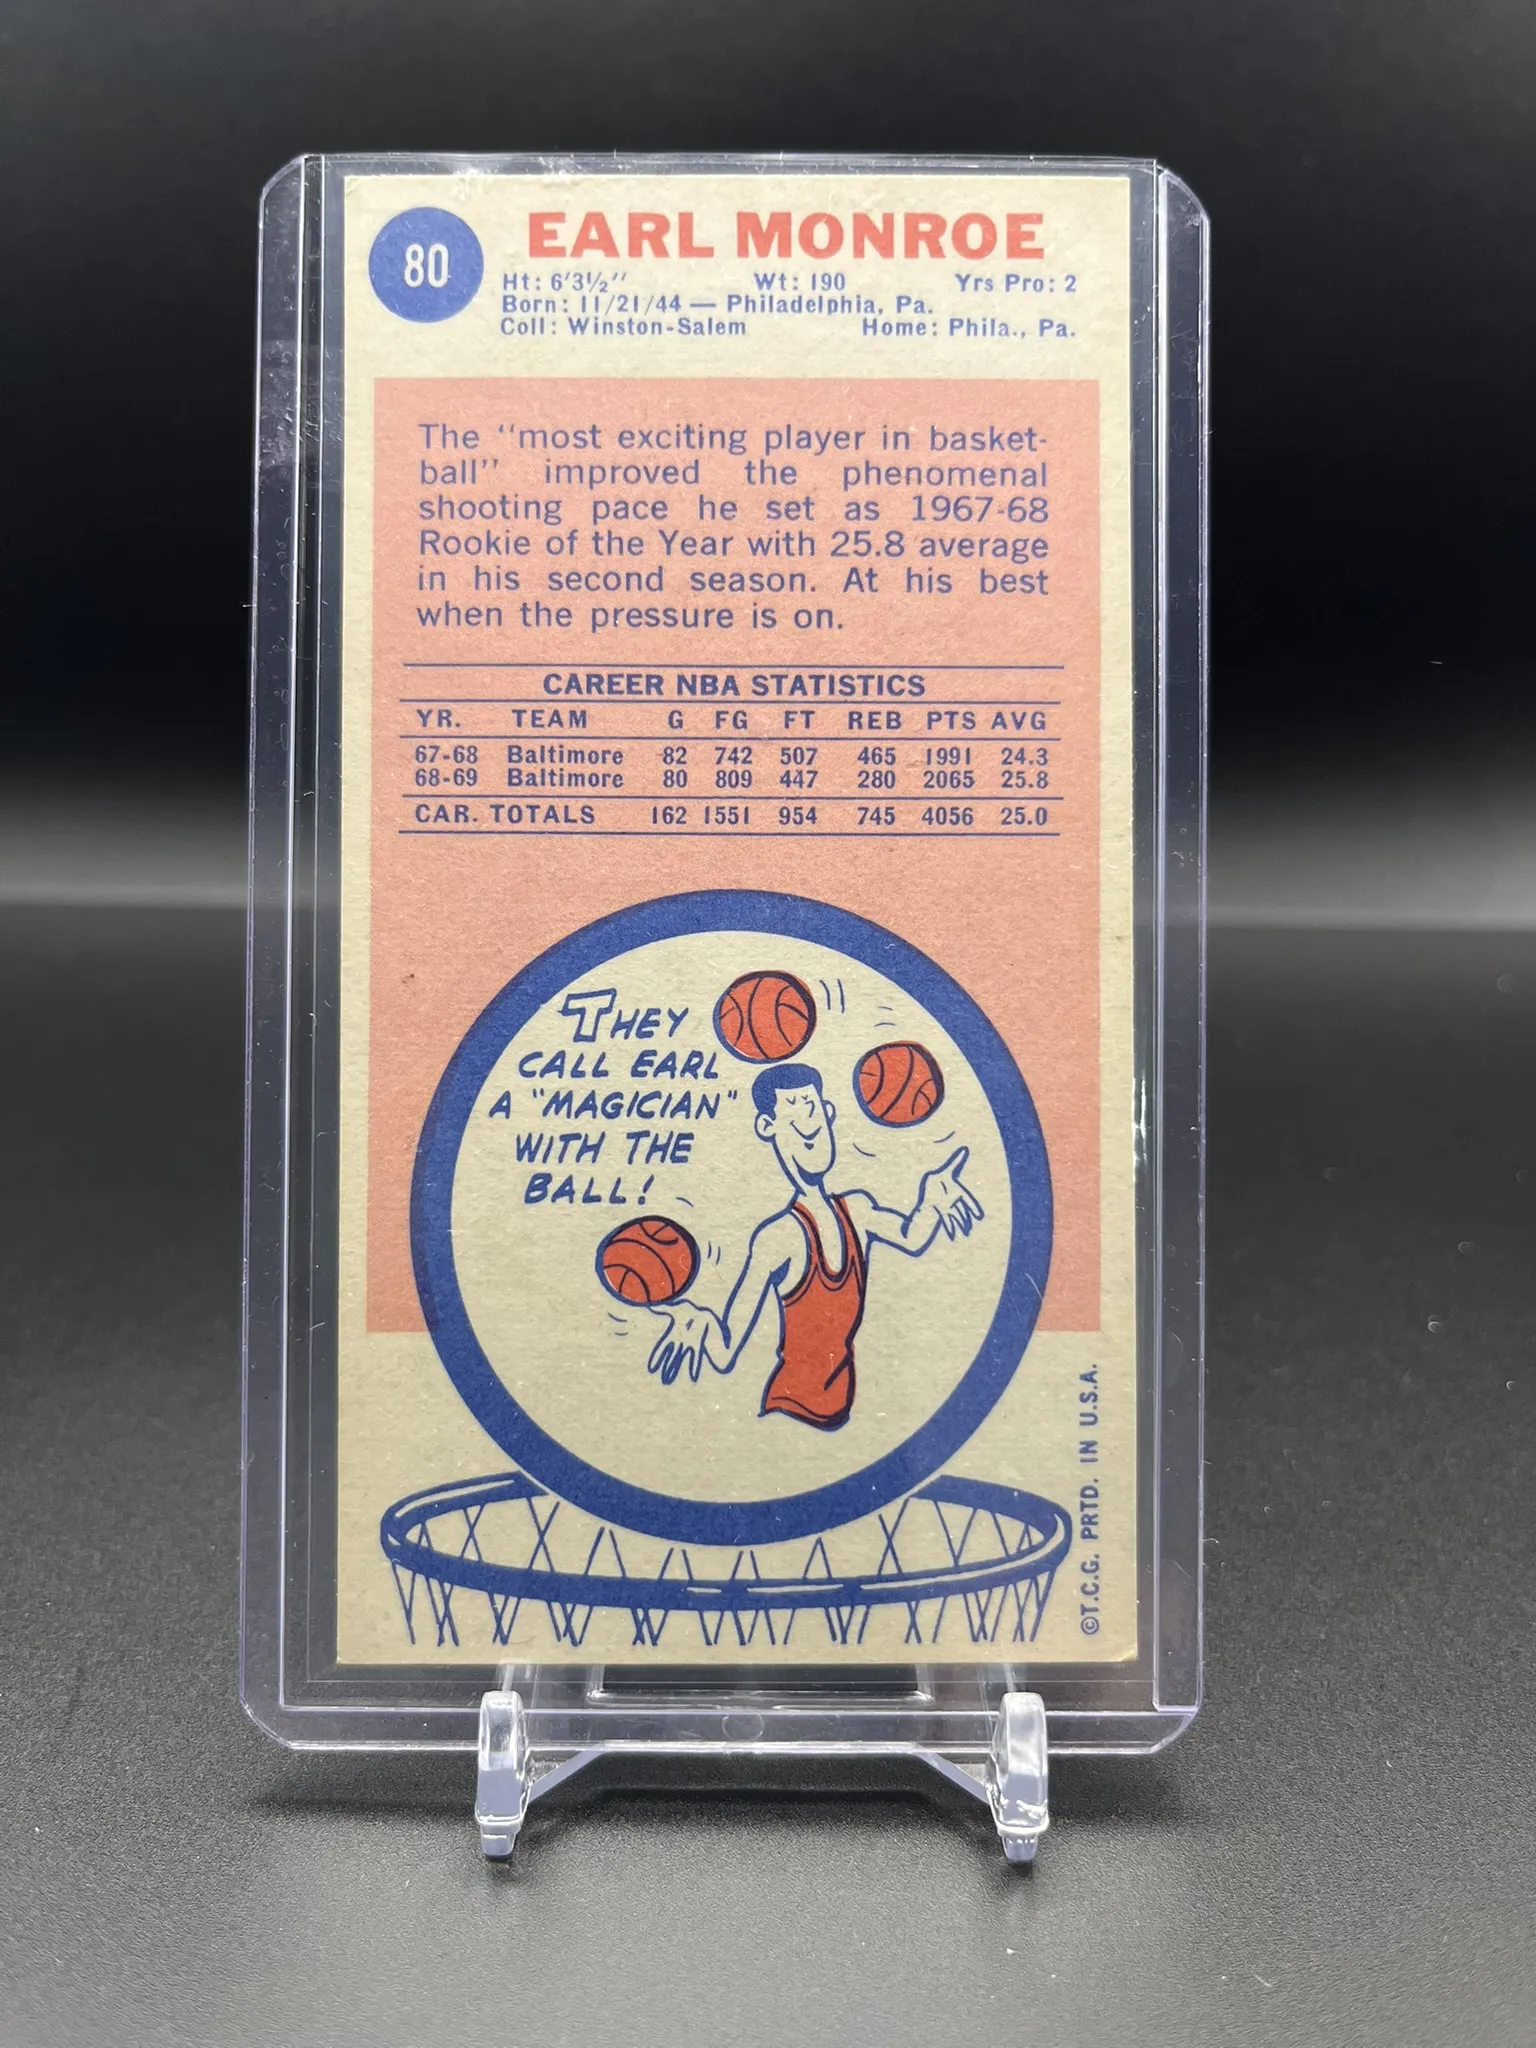 80
EARL MONROE
Ht: 6'3½" Wt: 190 Yrs Pro: 2
Born: 11/21/44 — Philadelphia, Pa.
Coll: Winston-Salem Home: Phila., Pa.
The "most exciting player in basket-
ball" improved the phenomenal
shooting pace he set as 1967-68
Rookie of the Year with 25.8 average
in his second season. At his best
when the pressure is on.
CAREER NBA STATISTICS
YR. TEAM G FG FT REB PTS AVG
67-68 Baltimore 82 742 507 465 1991 24.3
68-69 Baltimore 80 809 447 280 2065 25.8
CAR. TOTALS 162 1551 954 745 4056 25.0
THEY
CALL EARL
A "MAGICIAN"
WITH THE
BALL!
©T.C.G. PRTD. IN U.S.A.